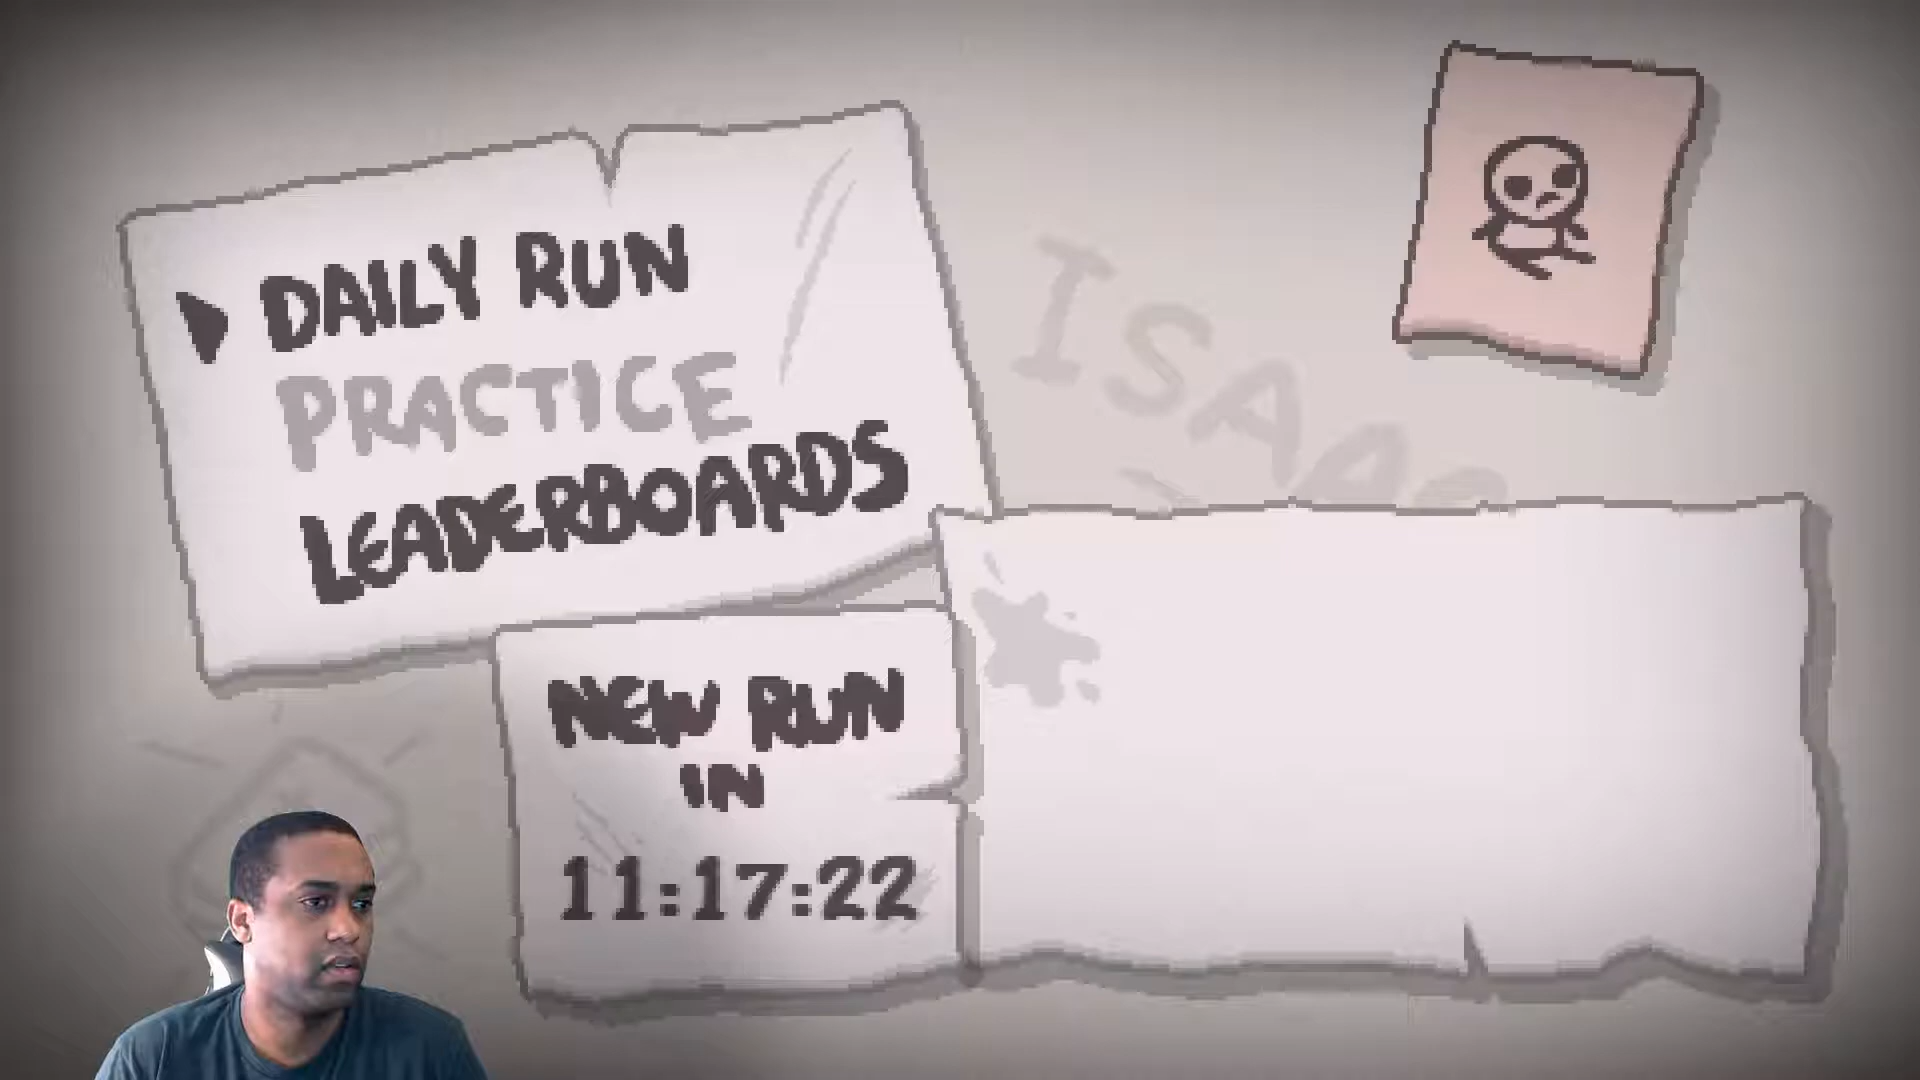 DAILY RUN
PRACTICE
LEADERBOARDS
NEW RUN
IN
11:17:22